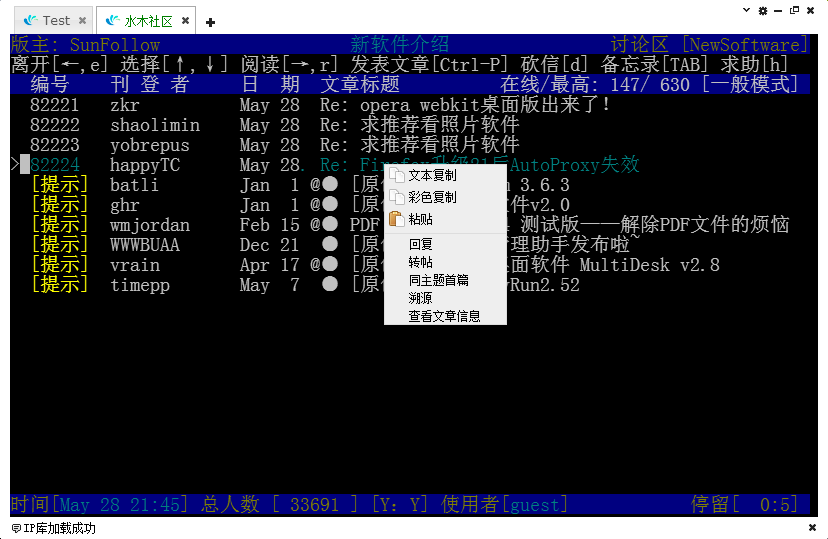 Test 水木社区
版主: SunFollow 新软件介绍 讨论区 [NewSoftware]
离开[←,e] 选择[↑,↓] 阅读[→,r] 发表文章[Ctrl-P] 砍信[d] 备忘录[TAB] 求助[h]
编号 刊 登 者 日 期 文章标题 在线/最高: 147/ 630 [一般模式]
82221 zkr May 28 Re: opera webkit桌面版出来了!
82222 shaolimin May 28 Re: 求推荐看照片软件
82223 yobrepus May 28 Re: 求推荐看照片软件
> 82224 happyTC May 28. Re: Firefox升级21后AutoProxy失效
[提示] batli Jan 1 @● [原 3.6.3
[提示] ghr Jan 1 @● [原 件v2.0
[提示] wmjordan Feb 15 @● PDF 4 测试版——解除PDF文件的烦恼
[提示] WWWBUAA Dec 21 ● [原 理助手发布啦~
[提示] vrain Apr 17 @● [原 面软件 MultiDesk v2.8
[提示] timepp May 7 ● [原 Run2.52
文本复制
彩色复制
粘贴
回复
转帖
同主题首篇
溯源
查看文章信息
时间[May 28 21:45] 总人数 [ 33691 ] [Y: Y] 使用者[guest] 停留[ 0:5]
IP库加载成功